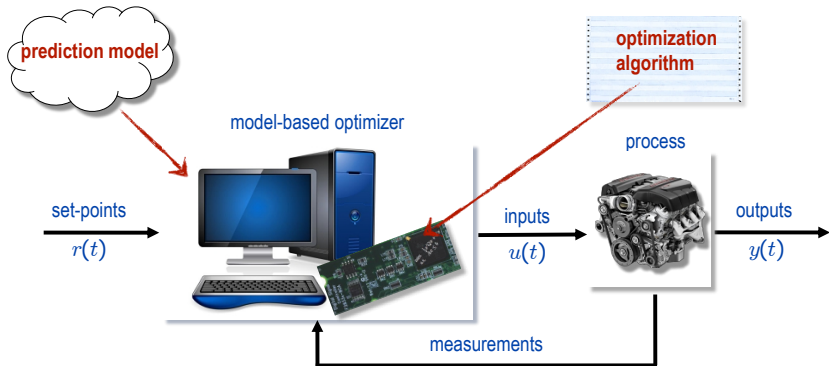 prediction model
optimization
algorithm
model-based optimizer
process
set-points
r(t)
inputs
u(t)
outputs
y(t)
measurements